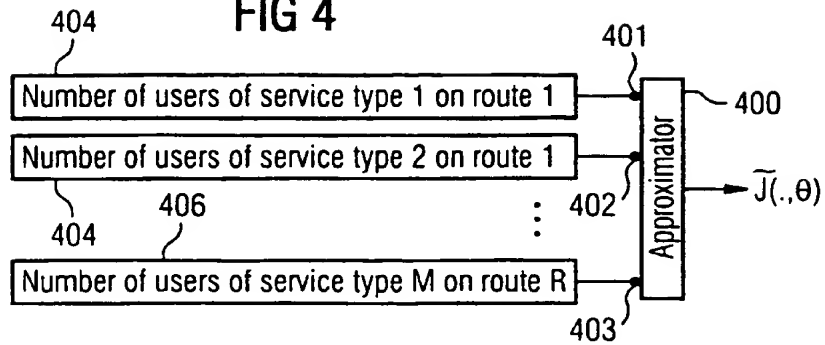 FIG 4
404
401
400
Number of users of service type 1 on route 1
Number of users of service type 2 on route 1
402
Approximator
J̃(.,θ)
404
406
⋮
Number of users of service type M on route R
403